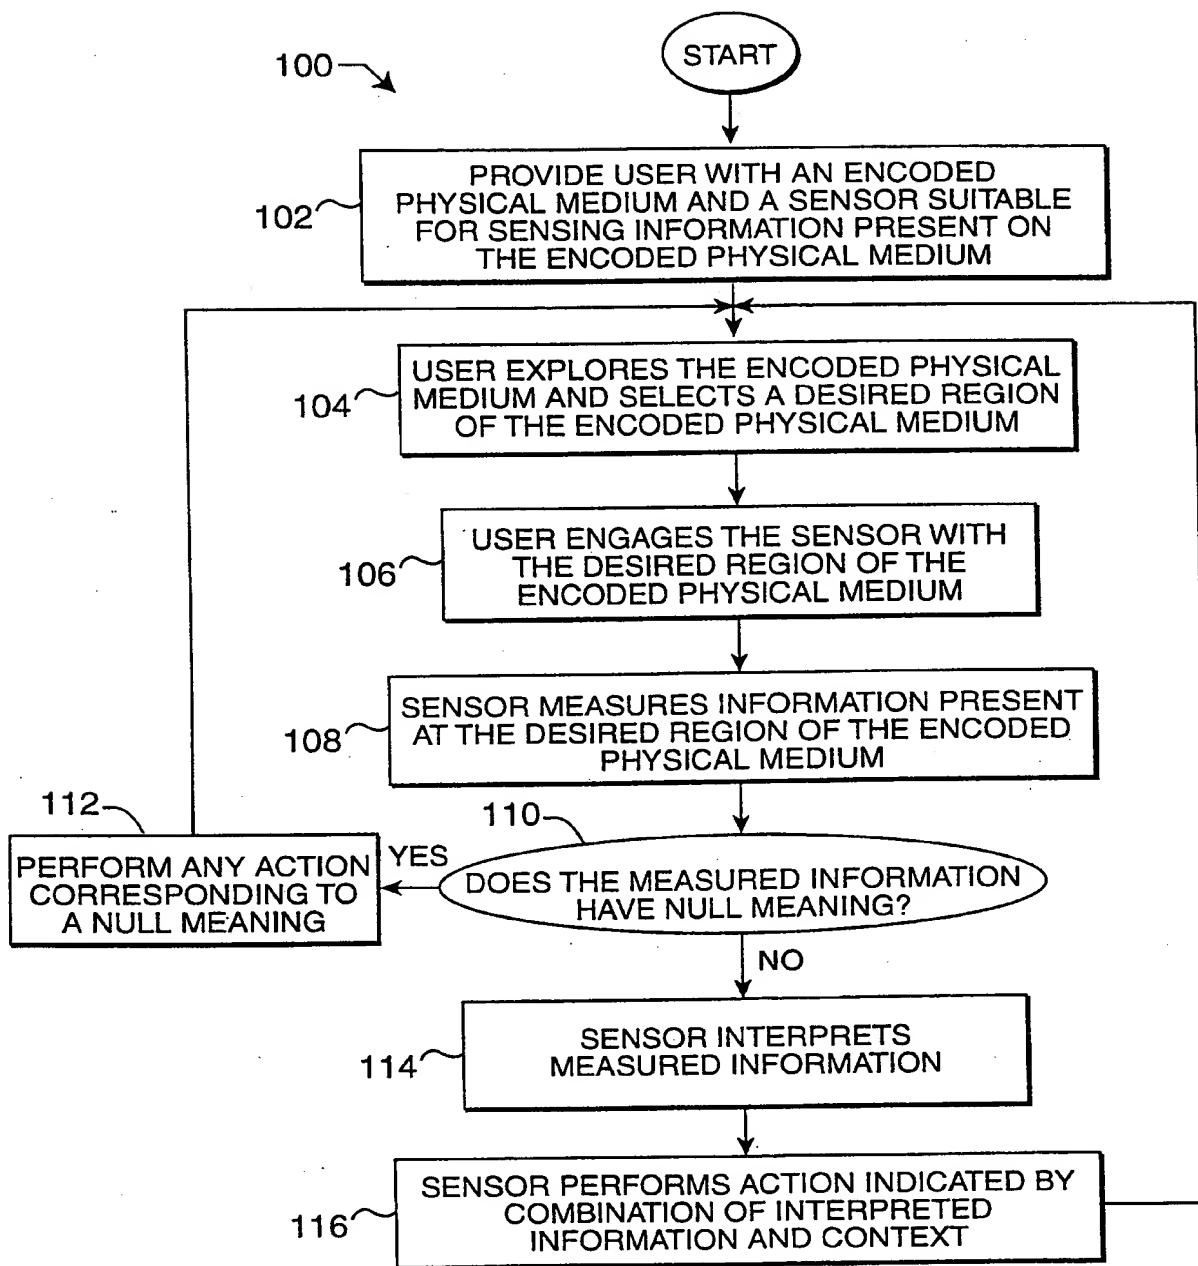 START
100
PROVIDE USER WITH AN ENCODED
PHYSICAL MEDIUM AND A SENSOR SUITABLE
FOR SENSING INFORMATION PRESENT ON
THE ENCODED PHYSICAL MEDIUM
102
USER EXPLORES THE ENCODED PHYSICAL
MEDIUM AND SELECTS A DESIRED REGION
OF THE ENCODED PHYSICAL MEDIUM
104
USER ENGAGES THE SENSOR WITH
THE DESIRED REGION OF THE
ENCODED PHYSICAL MEDIUM
106
SENSOR MEASURES INFORMATION PRESENT
AT THE DESIRED REGION OF THE ENCODED
PHYSICAL MEDIUM
108
110
DOES THE MEASURED INFORMATION
HAVE NULL MEANING?
YES
112
PERFORM ANY ACTION
CORRESPONDING TO
A NULL MEANING
NO
SENSOR INTERPRETS
MEASURED INFORMATION
114
SENSOR PERFORMS ACTION INDICATED BY
COMBINATION OF INTERPRETED
INFORMATION AND CONTEXT
116